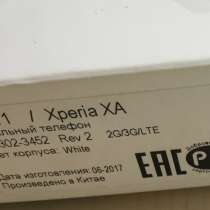 1 I Xperia XA
льный телефон
302-3452 Rev 2 2G/3G/LTE
ет корпуса: White
Дата изготовления: 06-2017
Произведено в Китае
EAC
P